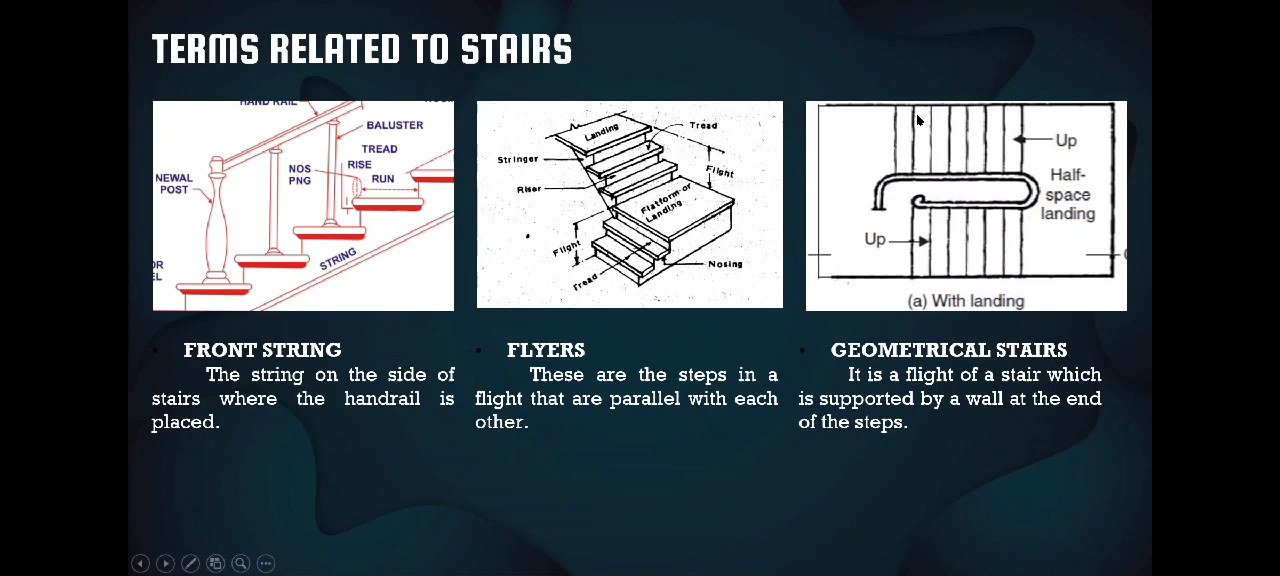 TERMS RELATED TO STAIRS
HAND RAIL
BALUSTER
TREAD
RISE
NOS
PNG
RUN
NEWAL
POST
STRING
OR
EL
Landing
Tread
Stringer
Riser
Flight
Flatform or
Landing
Flight
Nosing
Tread
Up
Half-
space
landing
Up
(a) With landing
• FRONT STRING
The string on the side of
stairs where the handrail is
placed.
• FLYERS
These are the steps in a
flight that are parallel with each
other.
• GEOMETRICAL STAIRS
It is a flight of a stair which
is supported by a wall at the end
of the steps.